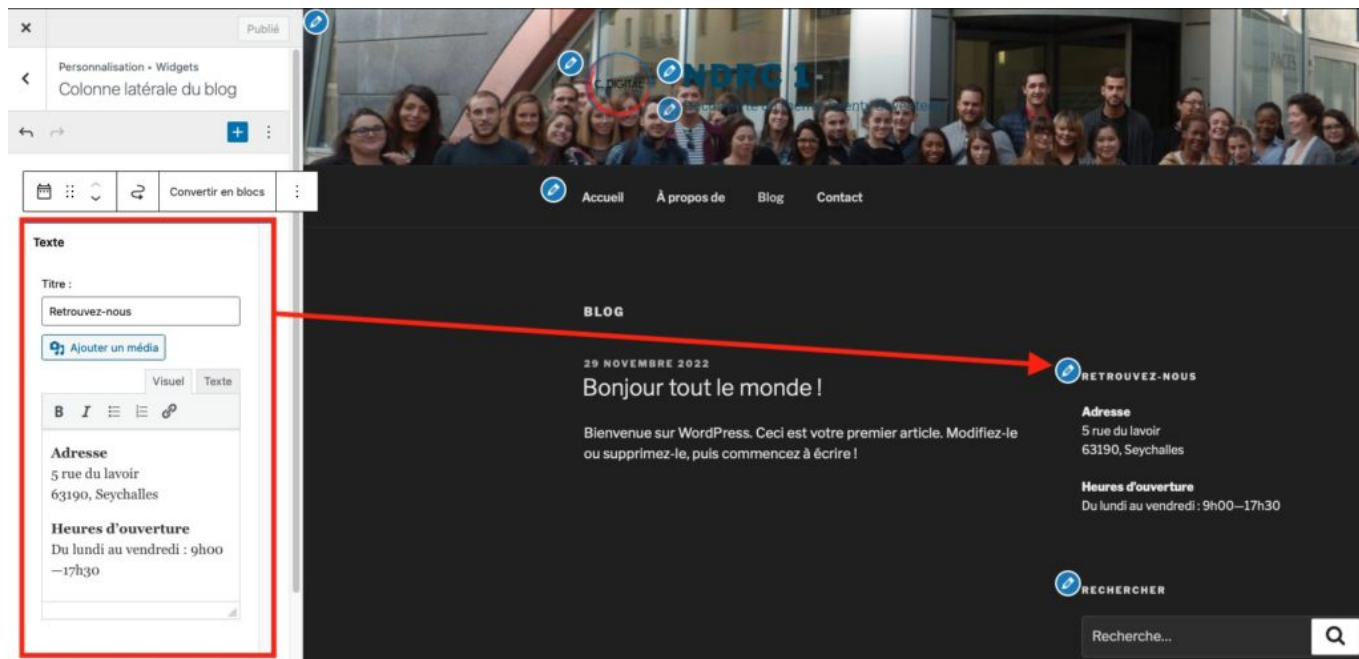 Publié
Personnalisation • Widgets
Colonne latérale du blog
Convertir en blocs
Texte
Titre :
Retrouvez-nous
Ajouter un média
Visuel Texte
B I
Adresse
5 rue du lavoir
63190, Seychalles
Heures d'ouverture
Du lundi au vendredi : 9h00
—17h30
C. DIGITAL
NDRC 1
PACES
Accueil À propos de Blog Contact
BLOG
29 NOVEMBRE 2022
Bonjour tout le monde !
Bienvenue sur WordPress. Ceci est votre premier article. Modifiez-le
ou supprimez-le, puis commencez à écrire !
RETROUVEZ-NOUS
Adresse
5 rue du lavoir
63190, Seychalles
Heures d'ouverture
Du lundi au vendredi : 9h00—17h30
RECHERCHER
Recherche...